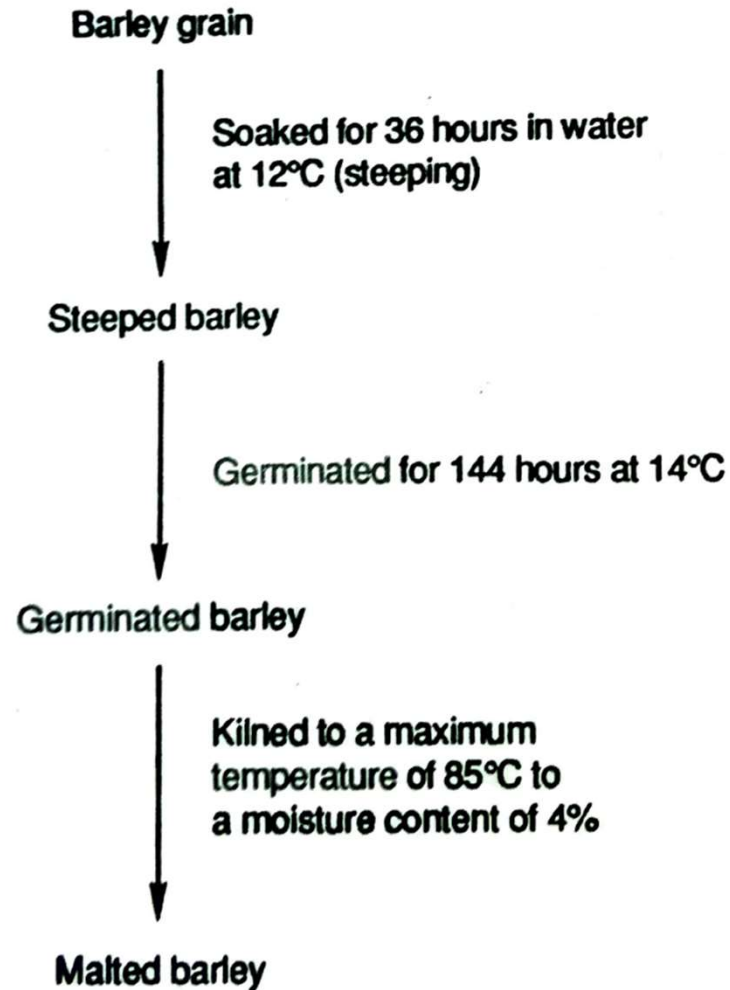 Barley grain
Soaked for 36 hours in water
at 12°C (steeping)
Steeped barley
Germinated for 144 hours at 14°C
Germinated barley
Kilned to a maximum
temperature of 85°C to
a moisture content of 4%
Malted barley